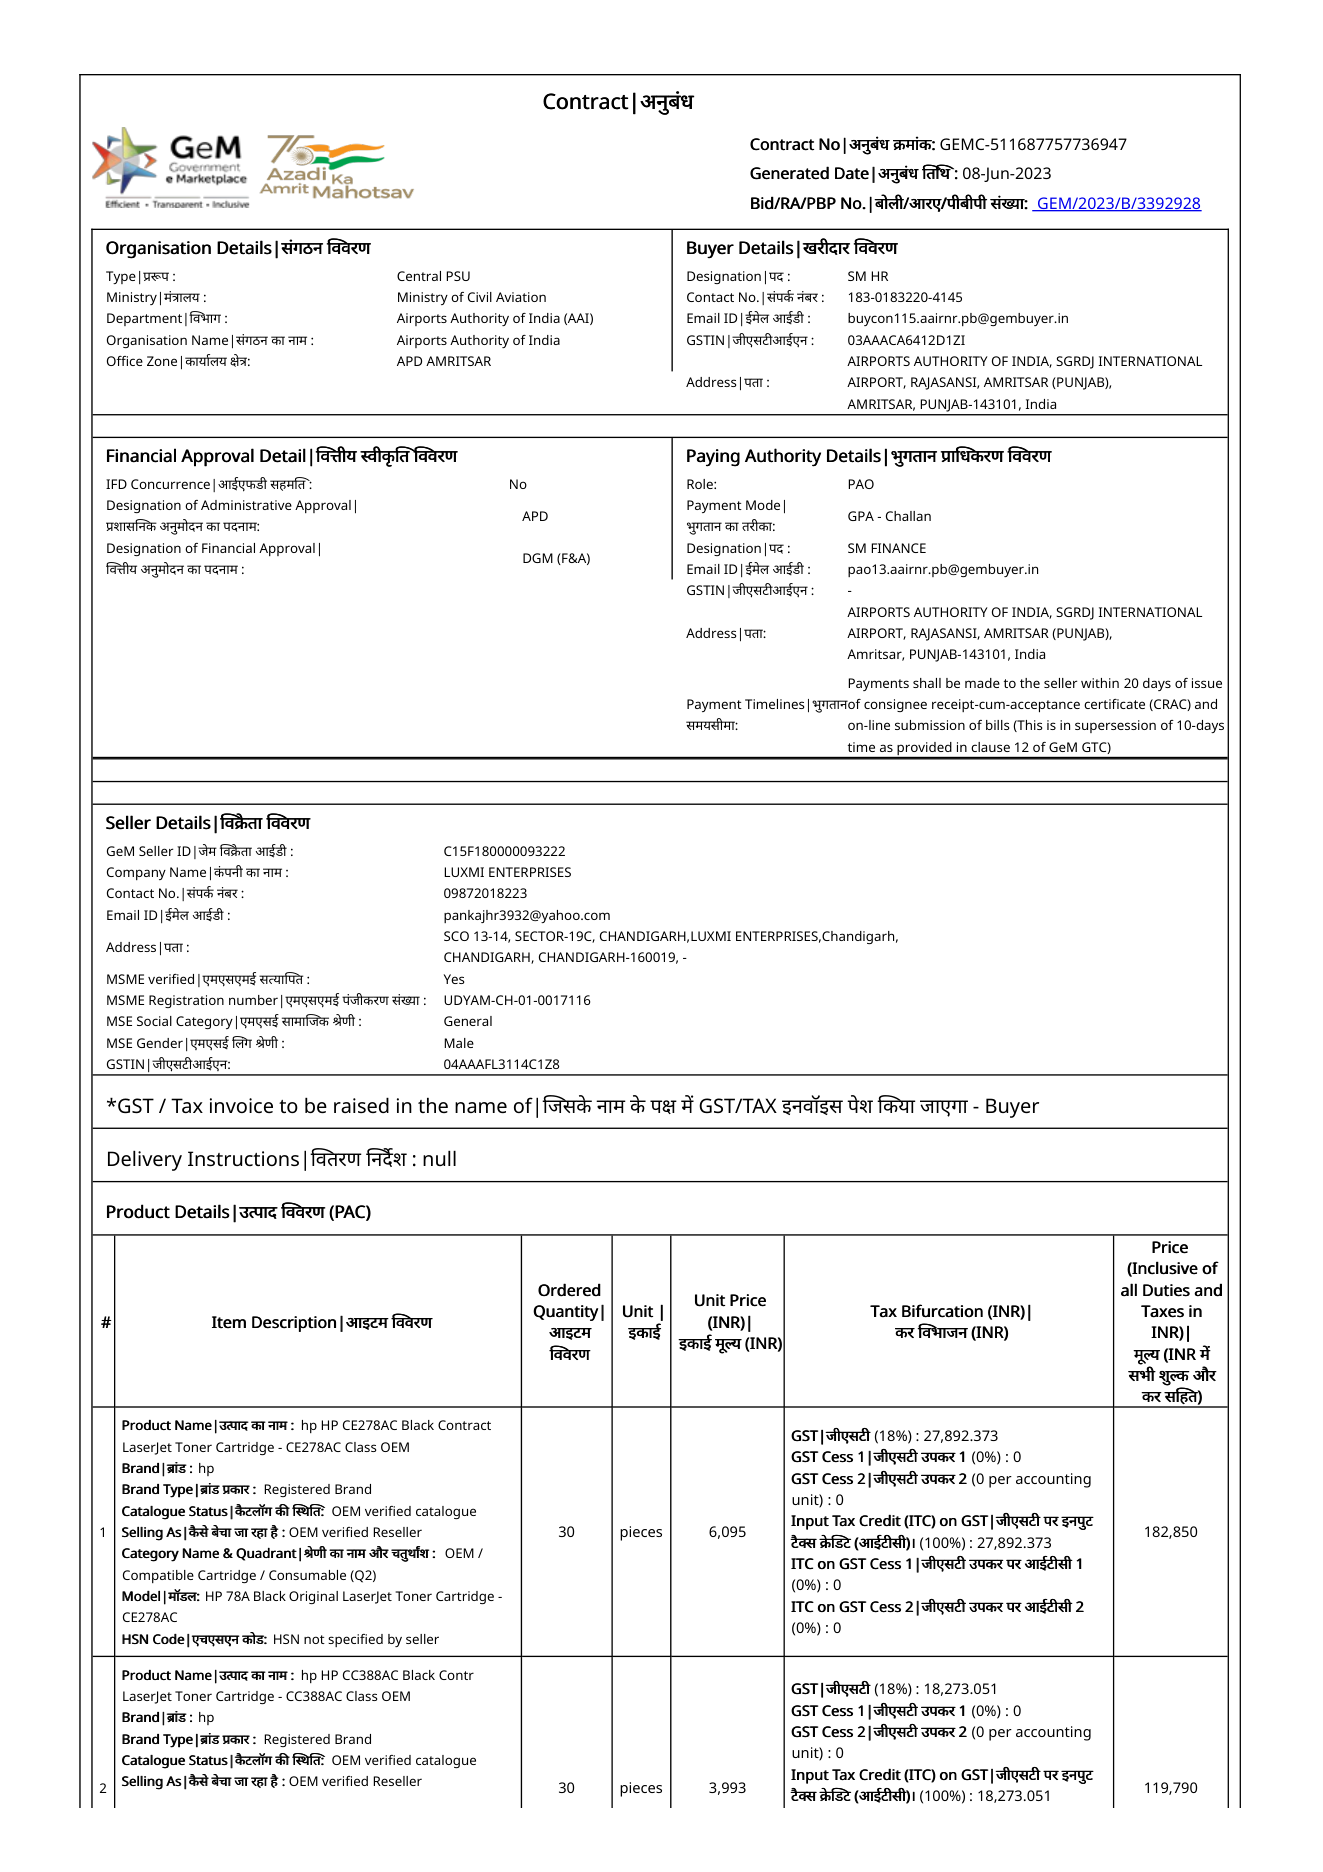 Contract|अनुबंध
GeM
Government
e Marketplace
Efficient • Transparent • Inclusive
75
Azadi Ka
Amrit Mahotsav
Contract No|अनुबंध क्रमांक: GEMC-511687757736947
Generated Date|अनुबंध तिथि : 08-Jun-2023
Bid/RA/PBP No.|बोली/आरए/पीबीपी संख्या: GEM/2023/B/3392928
Organisation Details|संगठन विवरण
Type|प्ररूप : Central PSU
Ministry|मंत्रालय : Ministry of Civil Aviation
Department|विभाग : Airports Authority of India (AAI)
Organisation Name|संगठन का नाम : Airports Authority of India
Office Zone|कार्यालय क्षेत्र: APD AMRITSAR
Buyer Details|खरीदार विवरण
Designation|पद : SM HR
Contact No.|संपर्क नंबर : 183-0183220-4145
Email ID|ईमेल आईडी : buycon115.aairnr.pb@gembuyer.in
GSTIN|जीएसटीआईएन : 03AAACA6412D1ZI
AIRPORTS AUTHORITY OF INDIA, SGRDJ INTERNATIONAL
Address|पता : AIRPORT, RAJASANSI, AMRITSAR (PUNJAB),
AMRITSAR, PUNJAB-143101, India
Financial Approval Detail|वित्तीय स्वीकृति विवरण
IFD Concurrence|आईएफडी सहमति : No
Designation of Administrative Approval|
प्रशासनिक अनुमोदन का पदनाम: APD
Designation of Financial Approval|
वित्तीय अनुमोदन का पदनाम : DGM (F&A)
Paying Authority Details|भुगतान प्राधिकरण विवरण
Role: PAO
Payment Mode|
भुगतान का तरीका: GPA - Challan
Designation|पद : SM FINANCE
Email ID|ईमेल आईडी : pao13.aairnr.pb@gembuyer.in
GSTIN|जीएसटीआईएन : -
AIRPORTS AUTHORITY OF INDIA, SGRDJ INTERNATIONAL
Address|पता: AIRPORT, RAJASANSI, AMRITSAR (PUNJAB),
Amritsar, PUNJAB-143101, India
Payments shall be made to the seller within 20 days of issue
Payment Timelines|भुगतान of consignee receipt-cum-acceptance certificate (CRAC) and
समयसीमा: on-line submission of bills (This is in supersession of 10-days
time as provided in clause 12 of GeM GTC)
Seller Details|विक्रेता विवरण
GeM Seller ID|जेम विक्रेता आईडी : C15F180000093222
Company Name|कंपनी का नाम : LUXMI ENTERPRISES
Contact No.|संपर्क नंबर : 09872018223
Email ID|ईमेल आईडी : pankajhr3932@yahoo.com
Address|पता : SCO 13-14, SECTOR-19C, CHANDIGARH,LUXMI ENTERPRISES,Chandigarh,
CHANDIGARH, CHANDIGARH-160019, -
MSME verified|एमएसएमई सत्यापित : Yes
MSME Registration number|एमएसएमई पंजीकरण संख्या : UDYAM-CH-01-0017116
MSE Social Category|एमएसई सामाजिक श्रेणी : General
MSE Gender|एमएसई लिंग श्रेणी : Male
GSTIN|जीएसटीआईएन: 04AAAFL3114C1Z8
*GST / Tax invoice to be raised in the name of|जिसके नाम के पक्ष में GST/TAX इनवॉइस पेश किया जाएगा - Buyer
Delivery Instructions|वितरण निर्देश : null
Product Details|उत्पाद विवरण (PAC)
#
Item Description|आइटम विवरण
Ordered
Quantity|
आइटम
विवरण
Unit |
इकाई
Unit Price
(INR)|
इकाई मूल्य (INR)
Tax Bifurcation (INR)|
कर विभाजन (INR)
Price
(Inclusive of
all Duties and
Taxes in
INR)|
मूल्य (INR में
सभी शुल्क और
कर सहित)
1
Product Name|उत्पाद का नाम : hp HP CE278AC Black Contract
LaserJet Toner Cartridge - CE278AC Class OEM
Brand|ब्रांड : hp
Brand Type|ब्रांड प्रकार : Registered Brand
Catalogue Status|कैटलॉग की स्थिति: OEM verified catalogue
Selling As|कैसे बेचा जा रहा है : OEM verified Reseller
Category Name & Quadrant|श्रेणी का नाम और चतुर्थांश : OEM /
Compatible Cartridge / Consumable (Q2)
Model|मॉडल: HP 78A Black Original LaserJet Toner Cartridge -
CE278AC
HSN Code|एचएसएन कोड: HSN not specified by seller
30
pieces
6,095
GST|जीएसटी (18%) : 27,892.373
GST Cess 1|जीएसटी उपकर 1 (0%) : 0
GST Cess 2|जीएसटी उपकर 2 (0 per accounting
unit) : 0
Input Tax Credit (ITC) on GST|जीएसटी पर इनपुट
टैक्स क्रेडिट (आईटीसी)। (100%) : 27,892.373
ITC on GST Cess 1|जीएसटी उपकर पर आईटीसी 1
(0%) : 0
ITC on GST Cess 2|जीएसटी उपकर पर आईटीसी 2
(0%) : 0
182,850
2
Product Name|उत्पाद का नाम : hp HP CC388AC Black Contr
LaserJet Toner Cartridge - CC388AC Class OEM
Brand|ब्रांड : hp
Brand Type|ब्रांड प्रकार : Registered Brand
Catalogue Status|कैटलॉग की स्थिति: OEM verified catalogue
Selling As|कैसे बेचा जा रहा है : OEM verified Reseller
30
pieces
3,993
GST|जीएसटी (18%) : 18,273.051
GST Cess 1|जीएसटी उपकर 1 (0%) : 0
GST Cess 2|जीएसटी उपकर 2 (0 per accounting
unit) : 0
Input Tax Credit (ITC) on GST|जीएसटी पर इनपुट
टैक्स क्रेडिट (आईटीसी)। (100%) : 18,273.051
119,790